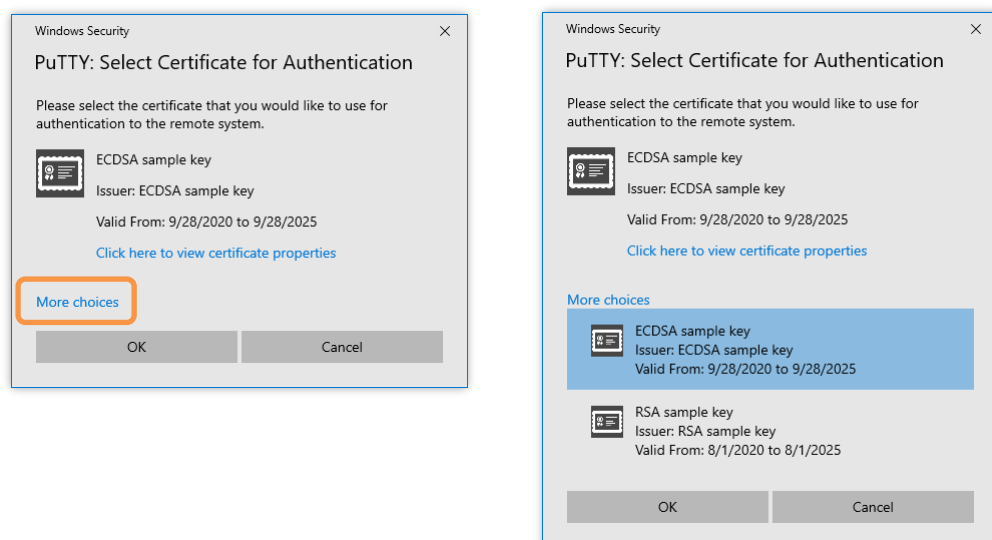 Windows Security
PuTTY: Select Certificate for Authentication
Please select the certificate that you would like to use for
authentication to the remote system.
ECDSA sample key
Issuer: ECDSA sample key
Valid From: 9/28/2020 to 9/28/2025
Click here to view certificate properties
More choices
OK
Cancel
Windows Security
PuTTY: Select Certificate for Authentication
Please select the certificate that you would like to use for
authentication to the remote system.
ECDSA sample key
Issuer: ECDSA sample key
Valid From: 9/28/2020 to 9/28/2025
Click here to view certificate properties
More choices
ECDSA sample key
Issuer: ECDSA sample key
Valid From: 9/28/2020 to 9/28/2025
RSA sample key
Issuer: RSA sample key
Valid From: 8/1/2020 to 8/1/2025
OK
Cancel